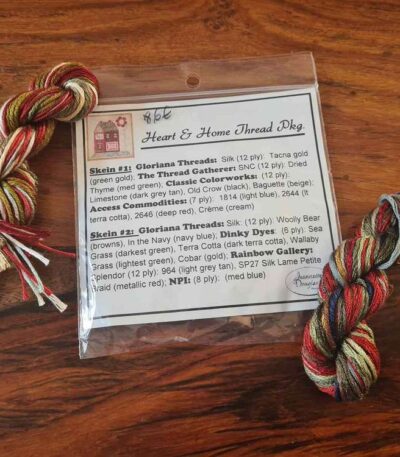 86€
Heart & Home Thread Pkg.
Skein #1: Gloriana Threads: Silk (12 ply): Tacna gold
(green gold), The Thread Gatherer: SNC (12 ply): Dried
Thyme (med green), Classic Colorworks: (12 ply):
Limestone (dark grey tan), Old Crow (black), Baguette (beige);
Access Commodities: (7 ply): 1814 (light blue), 2644 (lt
terra cotta), 2646 (deep red), Crème (cream)
Skein #2: Gloriana Threads: Silk (12 ply): Woolly Bear
(browns), In the Navy (navy blue); Dinky Dyes: (6 ply): Sea
Grass (darkest green), Terra Cotta (dark terra cotta), Wallaby
Grass (lightest green), Cobar (gold); Rainbow Gallery:
Splendor (12 ply): 964 (light grey tan), SP27 Silk Lame Petite
Braid (metallic red); NPI: (8 ply): (med blue)
Jeannette
Douglas